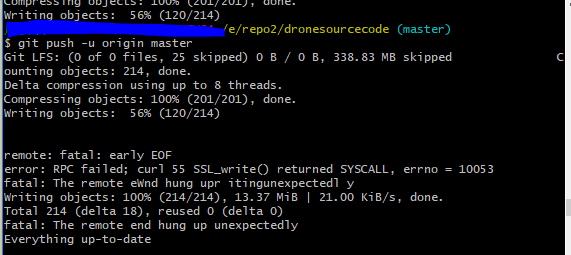 Compressing objects: 100% (201/201), done.
Writing objects: 56% (120/214)
/e/repo2/dronesourcecode (master)
$ git push -u origin master
Git LFS: (0 of 0 files, 25 skipped) 0 B / 0 B, 338.83 MB skipped C
ounting objects: 214, done.
Delta compression using up to 8 threads.
Compressing objects: 100% (201/201), done.
Writing objects: 56% (120/214)
remote: fatal: early EOF
error: RPC failed; curl 55 SSL_write() returned SYSCALL, errno = 10053
fatal: The remote eWnd hung upr itingunexpectedl y
Writing objects: 100% (214/214), 13.37 MiB | 21.00 KiB/s, done.
Total 214 (delta 18), reused 0 (delta 0)
fatal: The remote end hung up unexpectedly
Everything up-to-date